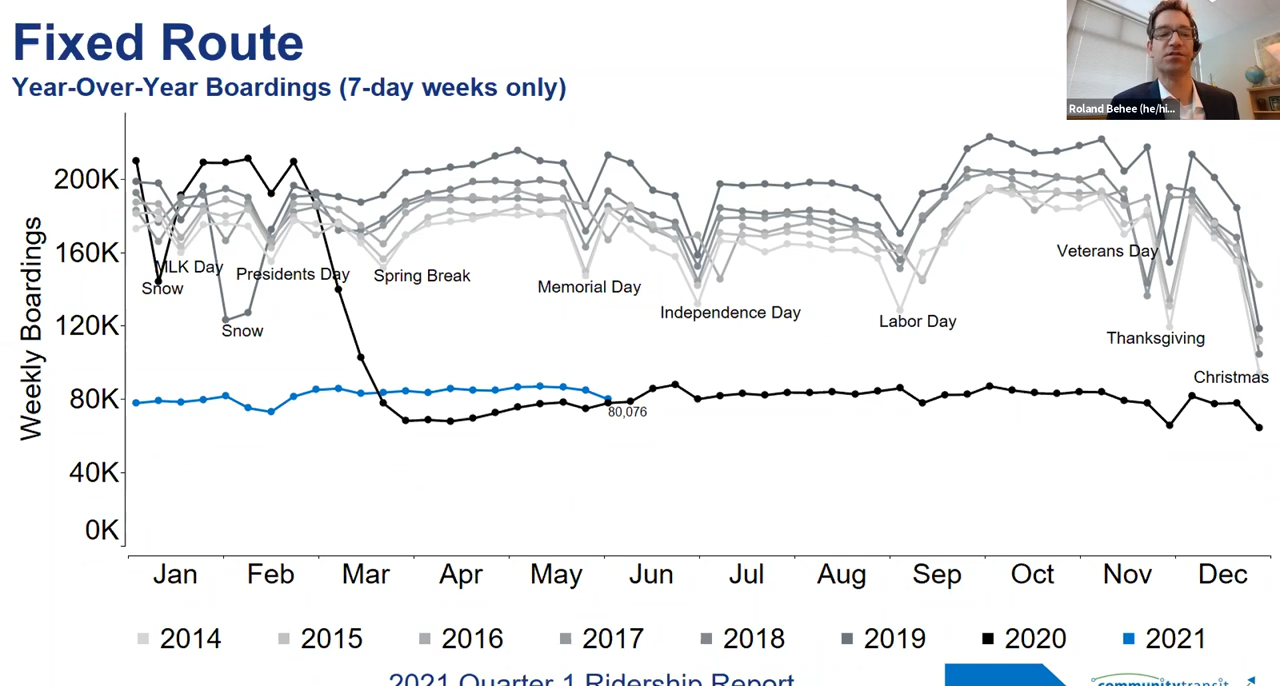 Fixed Route
Year-Over-Year Boardings (7-day weeks only)
Roland Behee (he/hi...
Weekly Boardings
200K
160K
120K
80K
40K
0K
MLK Day
Snow
Snow
Presidents Day
Spring Break
Memorial Day
Independence Day
Labor Day
Veterans Day
Thanksgiving
Christmas
80,076
Jan Feb Mar Apr May Jun Jul Aug Sep Oct Nov Dec
2014 2015 2016 2017 2018 2019 2020 2021
2021 Quarter 1 Ridership Report
communitytransit